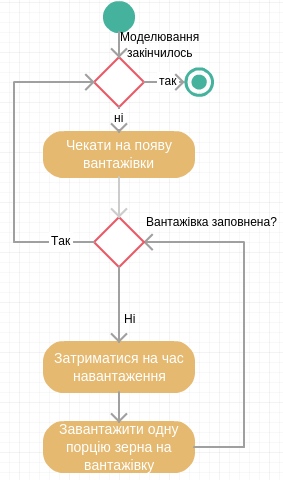 Моделювання
закінчилось
так
ні
Чекати на появу
вантажівки
Вантажівка заповнена?
Так
Ні
Затриматися на час
навантаження
Завантажити одну
порцію зерна на
вантажівку